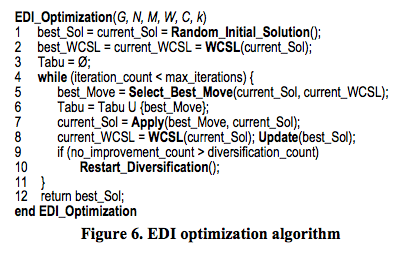 EDI_Optimization(G, N, M, W, C, k)
1 best_Sol = current_Sol = Random_Initial_Solution();
2 best_WCSL = current_WCSL = WCSL(current_Sol);
3 Tabu = Ø;
4 while (iteration_count < max_iterations) {
5 best_Move = Select_Best_Move(current_Sol, current_WCSL);
6 Tabu = Tabu U {best_Move};
7 current_Sol = Apply(best_Move, current_Sol);
8 current_WCSL = WCSL(current_Sol); Update(best_Sol);
9 if (no_improvement_count > diversification_count)
10 Restart_Diversification();
11 }
12 return best_Sol;
end EDI_Optimization
Figure 6. EDI optimization algorithm